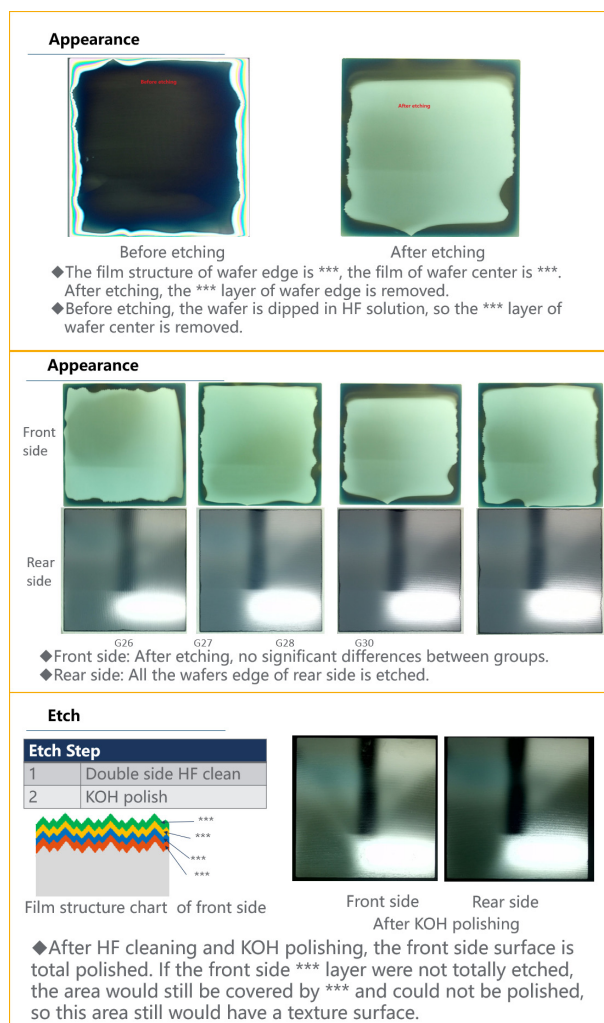 Appearance
Before etching
After etching
Before etching
After etching
◆The film structure of wafer edge is ***, the film of wafer center is ***.
After etching, the *** layer of wafer edge is removed.
◆Before etching, the wafer is dipped in HF solution, so the *** layer of
wafer center is removed.
Appearance
Front
side
Rear
side
G26 G27 G28 G30
◆Front side: After etching, no significant differences between groups.
◆Rear side: All the wafers edge of rear side is etched.
Etch
Etch Step
1 Double side HF clean
2 KOH polish
***
***
***
***
Film structure chart of front side
Front side Rear side
After KOH polishing
◆After HF cleaning and KOH polishing, the front side surface is
total polished. If the front side *** layer were not totally etched,
the area would still be covered by *** and could not be polished,
so this area still would have a texture surface.